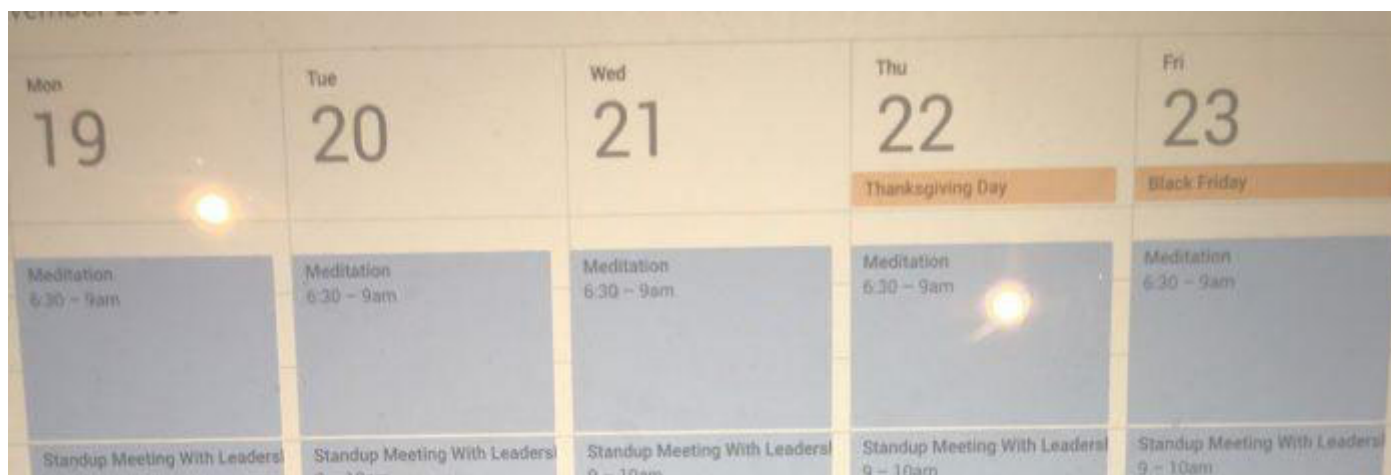 Mon
19
Tue
20
Wed
21
Thu
22
Thanksgiving Day
Fri
23
Black Friday
Meditation
6:30 – 9am
Meditation
6:30 – 9am
Meditation
6:30 – 9am
Meditation
6:30 – 9am
Meditation
6:30 – 9am
Standup Meeting With Leaders
Standup Meeting With Leaders
Standup Meeting With Leaders
9 – 10am
Standup Meeting With Leaders
9 – 10am
Standup Meeting With Leaders
9 – 10am